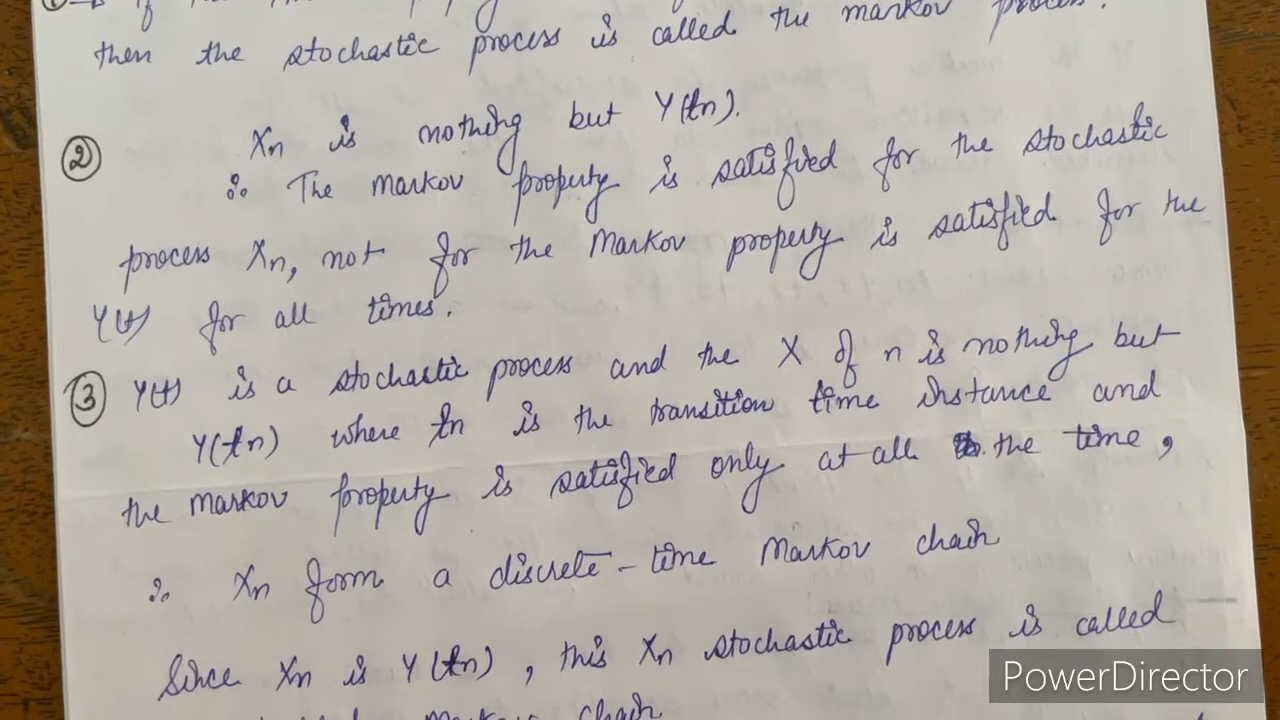 if
then the stochastic process is called the markov process.
② Xn is nothing but Y(tn).
∴ The Markov property is satisfied for the stochastic
process Xn, not for the Markov property is satisfied for the
Y(t) for all times.
③ Y(t) is a stochastic process and the X of n is nothing but
Y(tn) where tn is the transition time instance and
the Markov property is satisfied only at all the time,
∴ Xn form a discrete-time Markov chain
Since Xn is Y(tn), this Xn stochastic process is called
Markov chain
PowerDirector